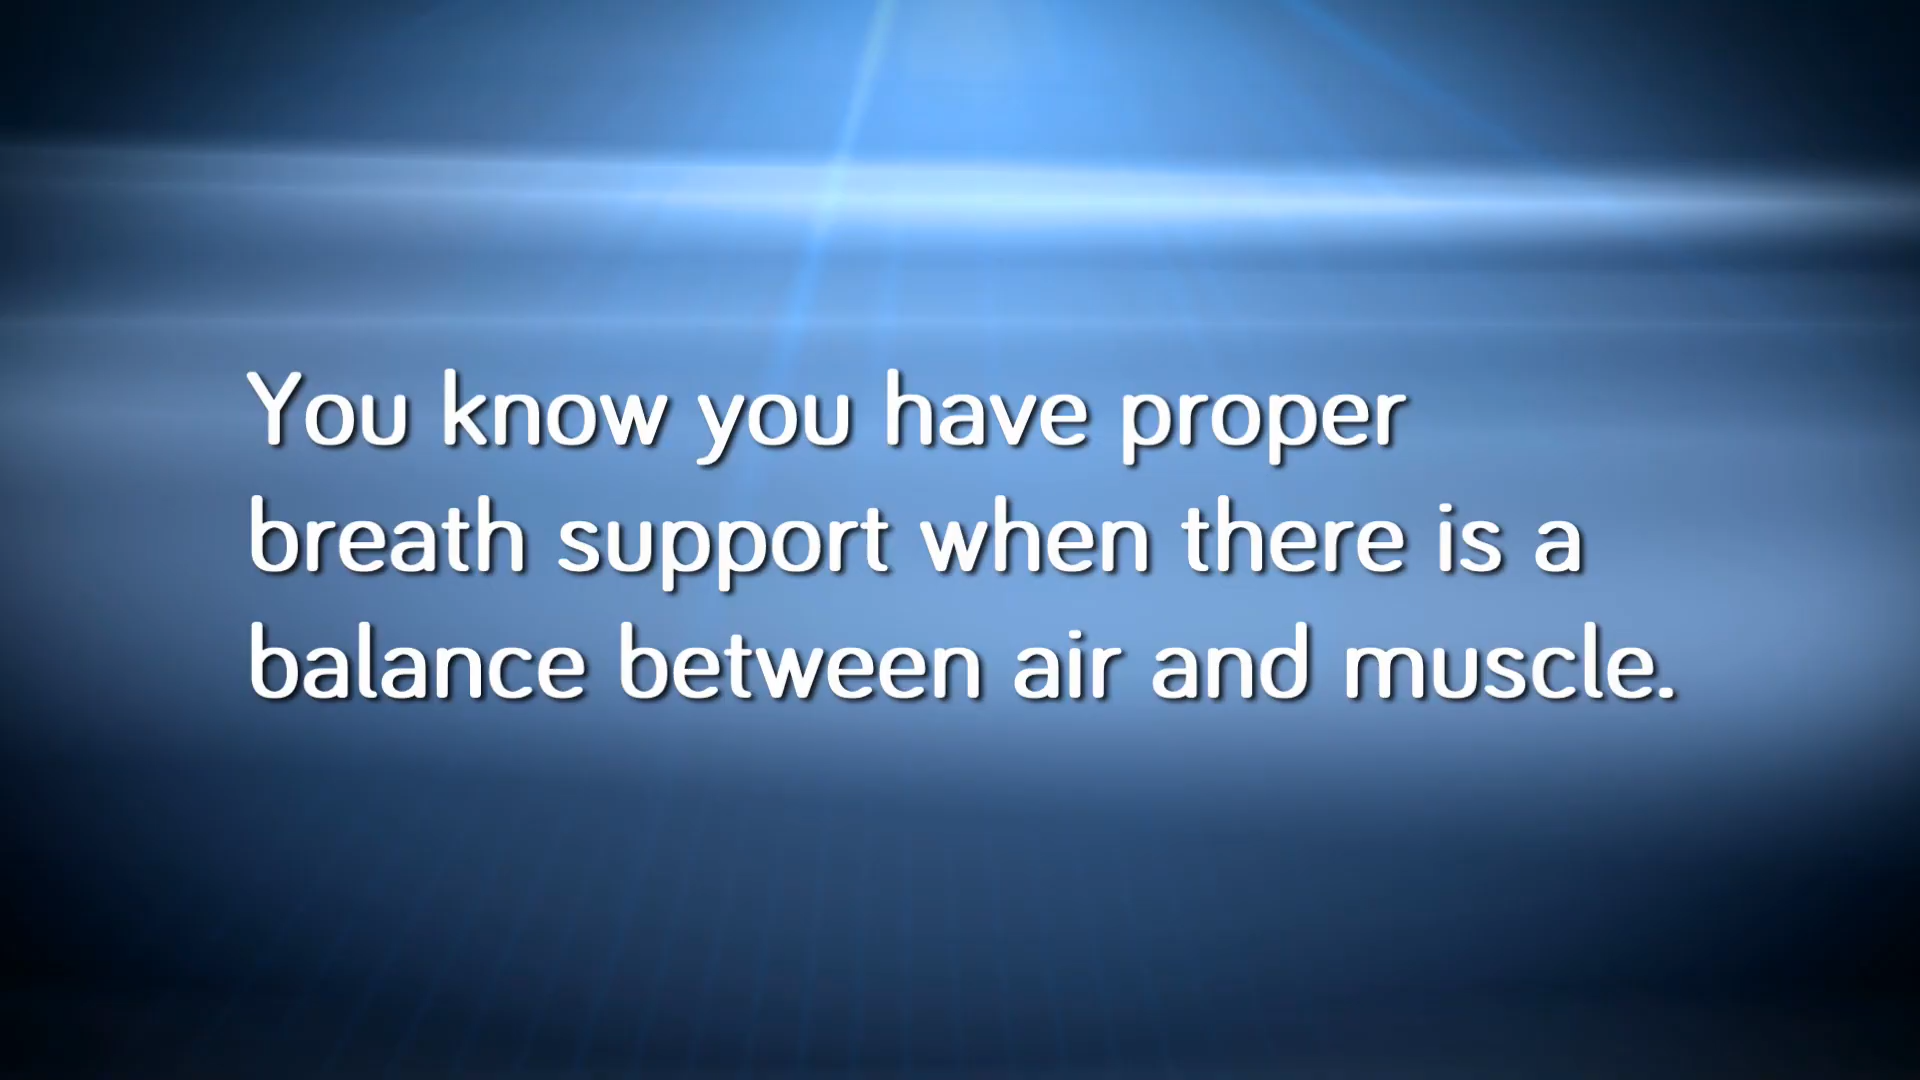 You know you have proper
breath support when there is a
balance between air and muscle.